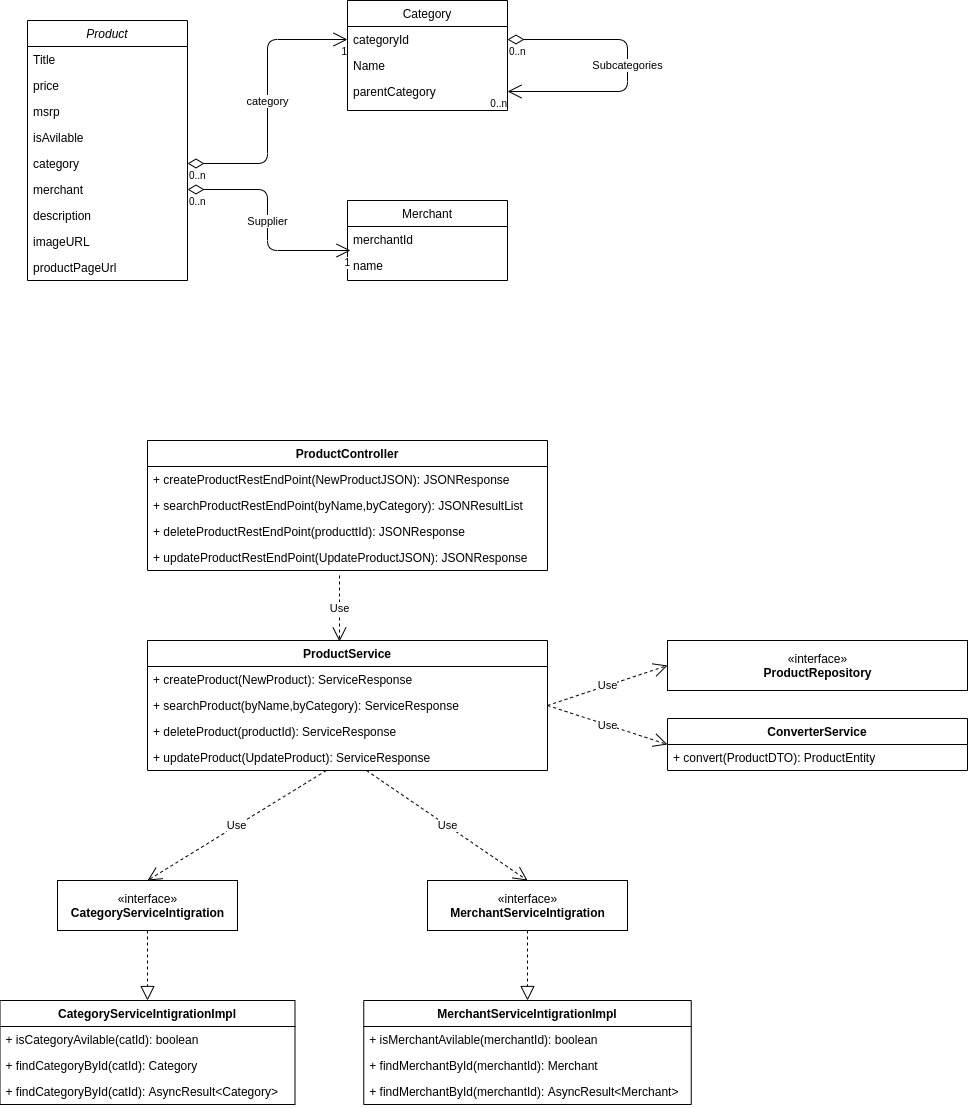 Product
Title
price
msrp
isAvilable
category
merchant
description
imageURL
productPageUrl
0..n
0..n
category
Supplier
1
Category
categoryId
Name
parentCategory
0..n
0..n
Subcategories
1
Merchant
merchantId
name
ProductController
+ createProductRestEndPoint(NewProductJSON): JSONResponse
+ searchProductRestEndPoint(byName,byCategory): JSONResultList
+ deleteProductRestEndPoint(producttId): JSONResponse
+ updateProductRestEndPoint(UpdateProductJSON): JSONResponse
Use
ProductService
+ createProduct(NewProduct): ServiceResponse
+ searchProduct(byName,byCategory): ServiceResponse
+ deleteProduct(productId): ServiceResponse
+ updateProduct(UpdateProduct): ServiceResponse
Use
Use
«interface»
ProductRepository
ConverterService
+ convert(ProductDTO): ProductEntity
Use
Use
«interface»
CategoryServiceIntigration
«interface»
MerchantServiceIntigration
CategoryServiceIntigrationImpl
+ isCategoryAvilable(catId): boolean
+ findCategoryById(catId): Category
+ findCategoryById(catId): AsyncResult<Category>
MerchantServiceIntigrationImpl
+ isMerchantAvilable(merchantId): boolean
+ findMerchantById(merchantId): Merchant
+ findMerchantById(merchantId): AsyncResult<Merchant>